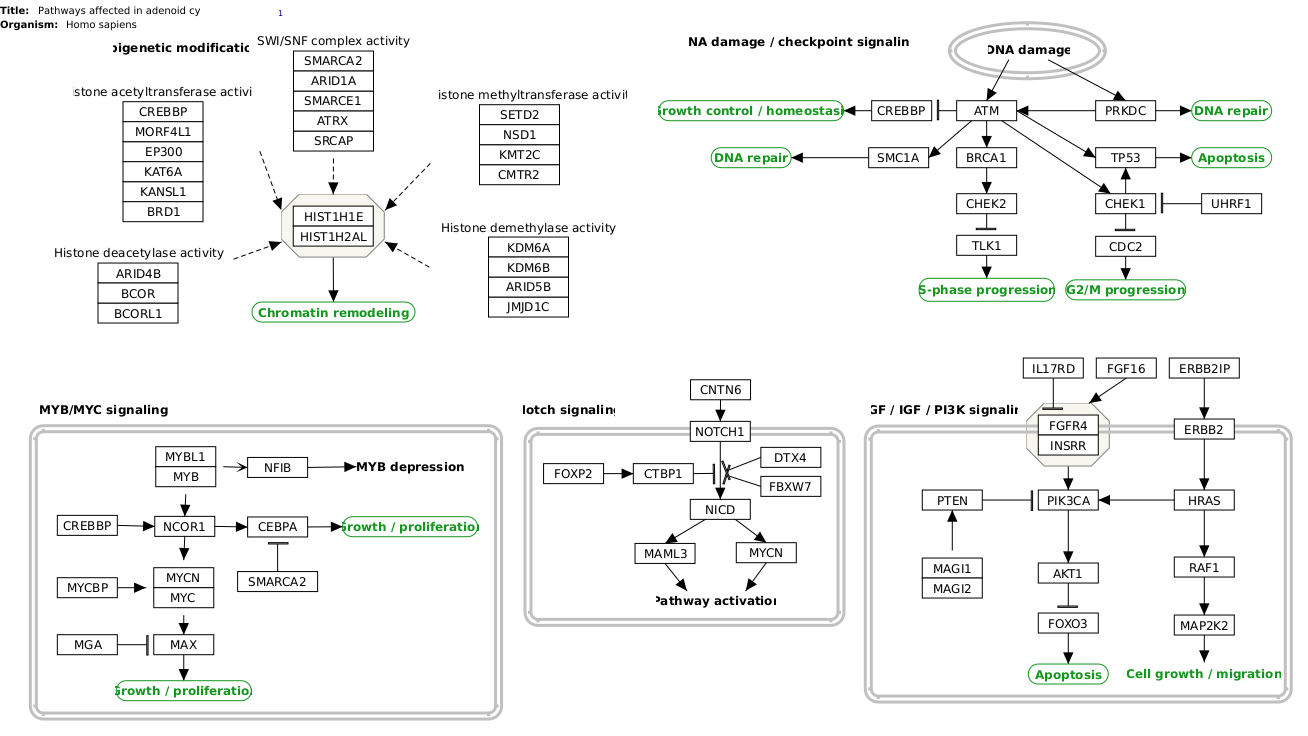 Title: Pathways affected in adenoid cy
1
Organism: Homo sapiens
pigenetic modificatic
SWI/SNF complex activity
SMARCA2
ARID1A
SMARCE1
ATRX
SRCAP
istone acetyltransferase activi
CREBBP
MORF4L1
EP300
KAT6A
KANSL1
BRD1
istone methyltransferase activit
SETD2
NSD1
KMT2C
CMTR2
HIST1H1E
HIST1H2AL
Histone deacetylase activity
ARID4B
BCOR
BCORL1
Histone demethylase activity
KDM6A
KDM6B
ARID5B
JMJD1C
Chromatin remodeling
NA damage / checkpoint signalin
DNA damage
Growth control / homeostasi
CREBBP
ATM
PRKDC
DNA repair
DNA repair
SMC1A
BRCA1
TP53
Apoptosis
CHEK2
CHEK1
UHRF1
TLK1
CDC2
S-phase progression
G2/M progression
MYB/MYC signaling
MYBL1
MYB
NFIB
MYB depression
CREBBP
NCOR1
CEBPA
Growth / proliferatio
MYCBP
MYCN
MYC
SMARCA2
MGA
MAX
Growth / proliferatio
lotch signaling
CNTN6
NOTCH1
FOXP2
CTBP1
DTX4
FBXW7
NICD
MAML3
MYCN
Pathway activation
GF / IGF / PI3K signalin
IL17RD
FGF16
ERBB2IP
FGFR4
INSRR
ERBB2
PTEN
PIK3CA
HRAS
MAGI1
MAGI2
AKT1
RAF1
FOXO3
MAP2K2
Apoptosis
Cell growth / migration